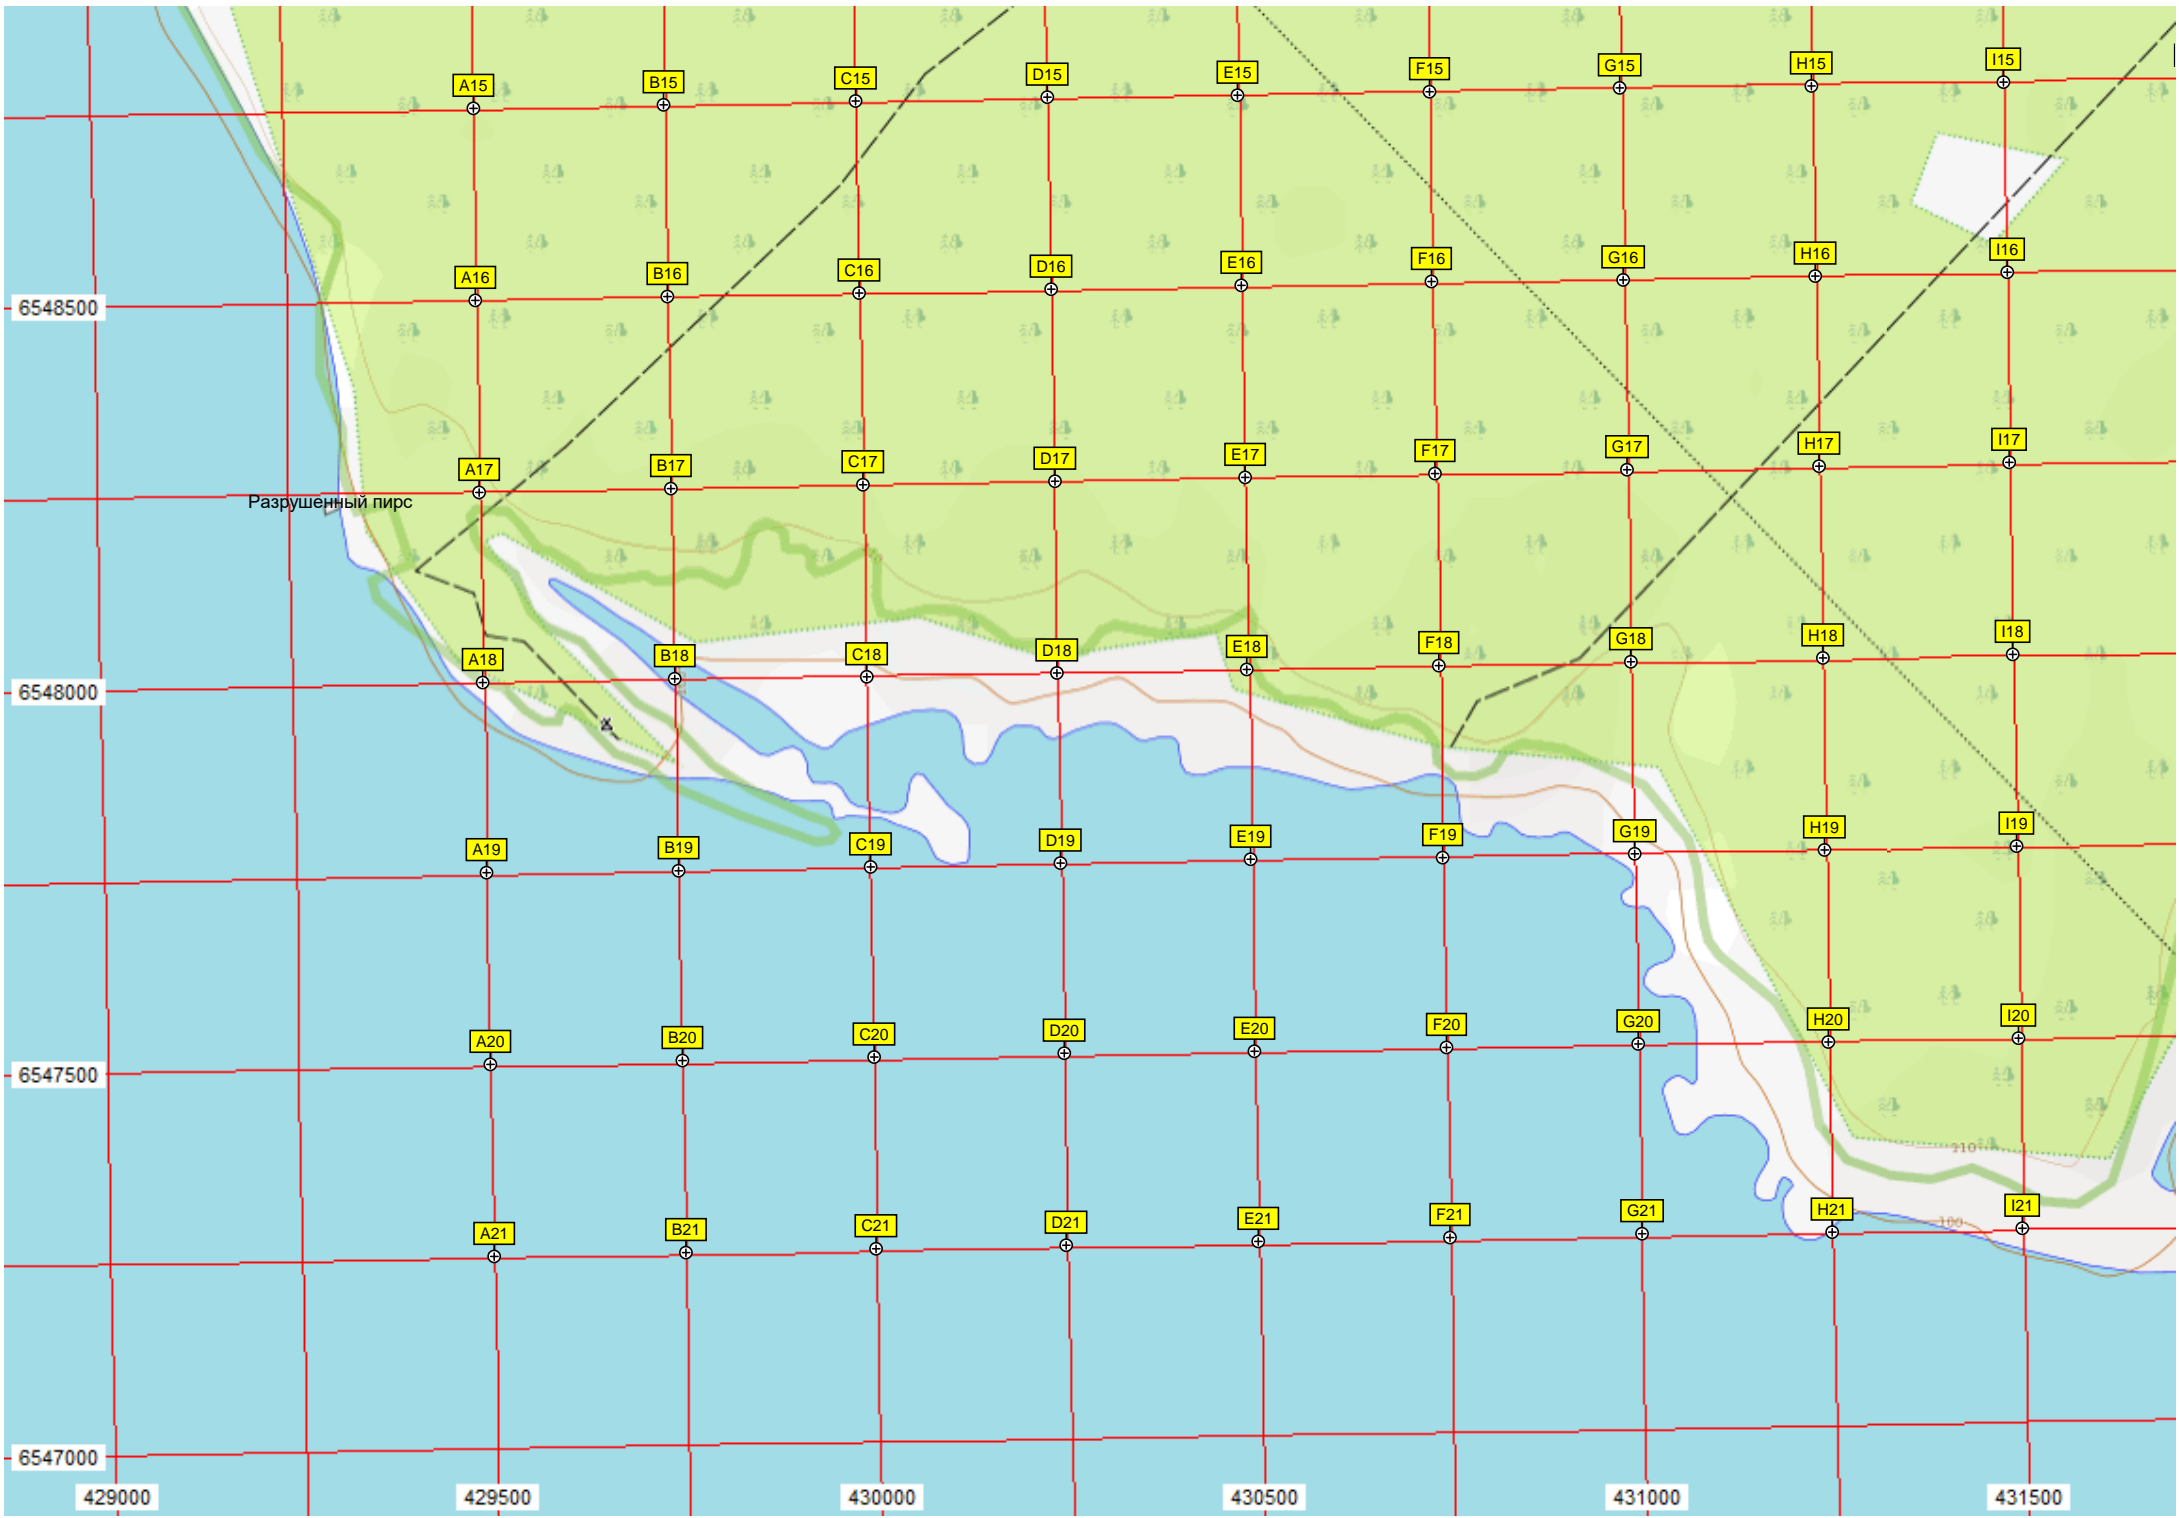 A15 B15 C15 D15 E15 F15 G15 H15 I15
A16 B16 C16 D16 E16 F16 G16 H16 I16
6548500
A17 B17 C17 D17 E17 F17 G17 H17 I17
Разрушенный пирс
A18 B18 C18 D18 E18 F18 G18 H18 I18
6548000
A19 B19 C19 D19 E19 F19 G19 H19 I19
A20 B20 C20 D20 E20 F20 G20 H20 I20
6547500
110
A21 B21 C21 D21 E21 F21 G21 H21 I21
100
6547000
429000 429500 430000 430500 431000 431500